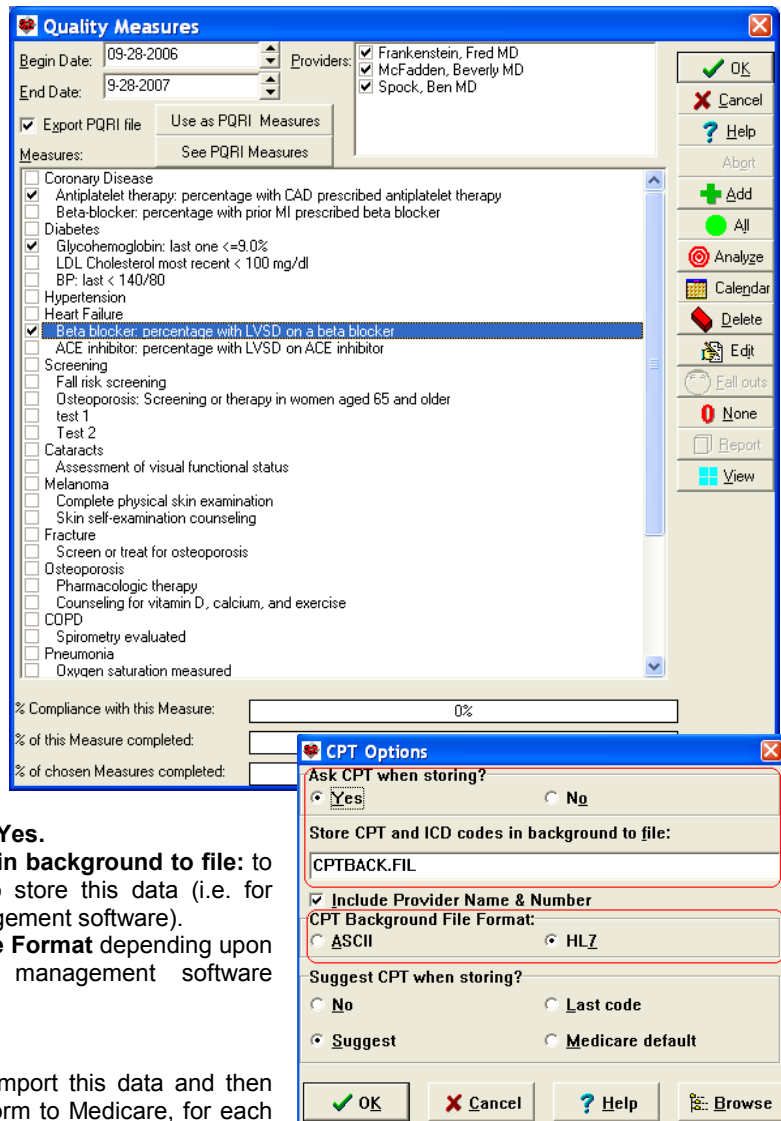 Quality Measures
Begin Date: 09-28-2006
End Date: 9-28-2007
Providers:
Frankenstein, Fred MD
McFadden, Beverly MD
Spock, Ben MD
Export PQRI file
Use as PQRI Measures
See PQRI Measures
Measures:
Coronary Disease
Antiplatelet therapy: percentage with CAD prescribed antiplatelet therapy
Beta-blocker: percentage with prior MI prescribed beta blocker
Diabetes
Glycohemoglobin: last one <=9.0%
LDL Cholesterol most recent < 100 mg/dl
BP: last < 140/80
Hypertension
Heart Failure
Beta blocker: percentage with LVSD on a beta blocker
ACE inhibitor: percentage with LVSD on ACE inhibitor
Screening
Fall risk screening
Osteoporosis: Screening or therapy in women aged 65 and older
test 1
Test 2
Cataracts
Assessment of visual functional status
Melanoma
Complete physical skin examination
Skin self-examination counseling
Fracture
Screen or treat for osteoporosis
Osteoporosis
Pharmacologic therapy
Counseling for vitamin D, calcium, and exercise
COPD
Spirometry evaluated
Pneumonia
Oxygen saturation measured
OK
Cancel
Help
Abort
Add
All
Analyze
Calendar
Delete
Edit
Fall outs
None
Report
View
% Compliance with this Measure: 0%
% of this Measure completed:
% of chosen Measures completed:
Yes.
in background to file: to
store this data (i.e. for
gement software).
e Format depending upon
management software
mport this data and then
orm to Medicare, for each
CPT Options
Ask CPT when storing?
Yes No
Store CPT and ICD codes in background to file:
CPTBACK.FIL
Include Provider Name & Number
CPT Background File Format:
ASCII HL7
Suggest CPT when storing?
No Last code
Suggest Medicare default
OK Cancel Help Browse